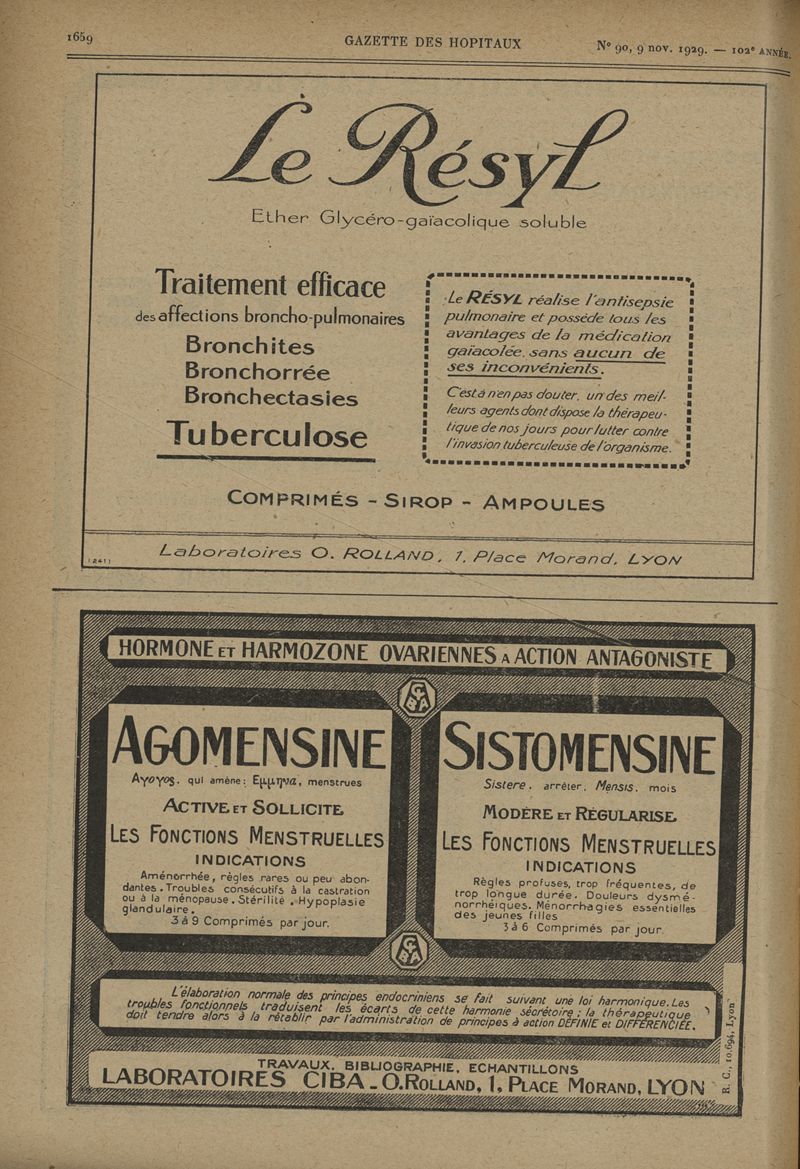 1659
GAZETTE DES HOPITAUX
N° 90, 9 nov. 1929. — 102e ANNÉE.
Le Résyl
Ether Glycéro-gaïacolique soluble
Traitement efficace
des affections broncho-pulmonaires
Bronchites
Bronchorrée
Bronchectasies
Tuberculose
Le RÉSYL réalise l'antisepsie
pulmonaire et possède tous les
avantages de la médication
gaïacolée, sans aucun de
ses inconvénients.
C'est à n'en pas douter, un des meil-
leurs agents dont dispose la thérapeu-
tique de nos jours pour lutter contre
l'invasion tuberculeuse de l'organisme.
COMPRIMÉS - SIROP - AMPOULES
(241)
Laboratoires O. ROLLAND, 1, Place Morand, LYON
HORMONE ET HARMOZONE OVARIENNES A ACTION ANTAGONISTE
CIBA
AGOMENSINE
Αγογος, qui amène: Εμμηνα, menstrues
ACTIVE ET SOLLICITE
LES FONCTIONS MENSTRUELLES
INDICATIONS
Aménorrhée, règles rares ou peu abon-
dantes. Troubles consécutifs à la castration
ou à la ménopause. Stérilité. Hypoplasie
glandulaire.
3 à 9 Comprimés par jour.
SISTOMENSINE
Sistere, arrêter; Mensis, mois
MODÈRE ET RÉGULARISE
LES FONCTIONS MENSTRUELLES
INDICATIONS
Règles profuses, trop fréquentes, de
trop longue durée. Douleurs dysmé-
norrhéiques. Ménorrhagies essentielles
des jeunes filles
3 à 6 Comprimés par jour
CIBA
L'élaboration normale des principes endocriniens se fait suivant une loi harmonique. Les
troubles fonctionnels traduisent les écarts de cette harmonie sécrétoire; la thérapeutique
doit tendre alors à la rétablir par l'administration de principes à action DÉFINIE et DIFFÉRENCIÉE.
TRAVAUX, BIBLIOGRAPHIE, ECHANTILLONS
LABORATOIRES CIBA - O. ROLLAND, 1, PLACE MORAND, LYON
R. C., 10.694, Lyon